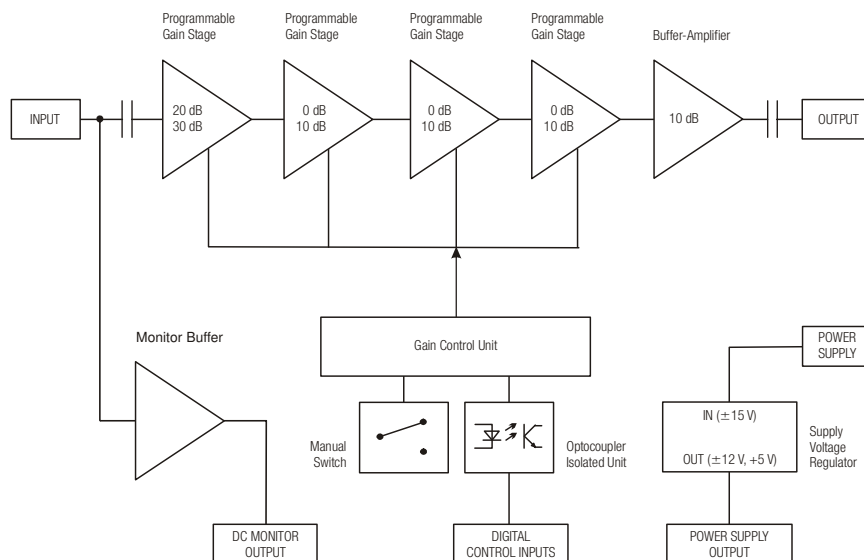 Programmable
Gain Stage
Programmable
Gain Stage
Programmable
Gain Stage
Programmable
Gain Stage
Buffer-Amplifier
INPUT
20 dB
30 dB
0 dB
10 dB
0 dB
10 dB
0 dB
10 dB
10 dB
OUTPUT
Monitor Buffer
Gain Control Unit
POWER
SUPPLY
Manual
Switch
Optocoupler
Isolated Unit
IN (±15 V)
OUT (±12 V, +5 V)
Supply
Voltage
Regulator
DC MONITOR
OUTPUT
DIGITAL
CONTROL INPUTS
POWER SUPPLY
OUTPUT